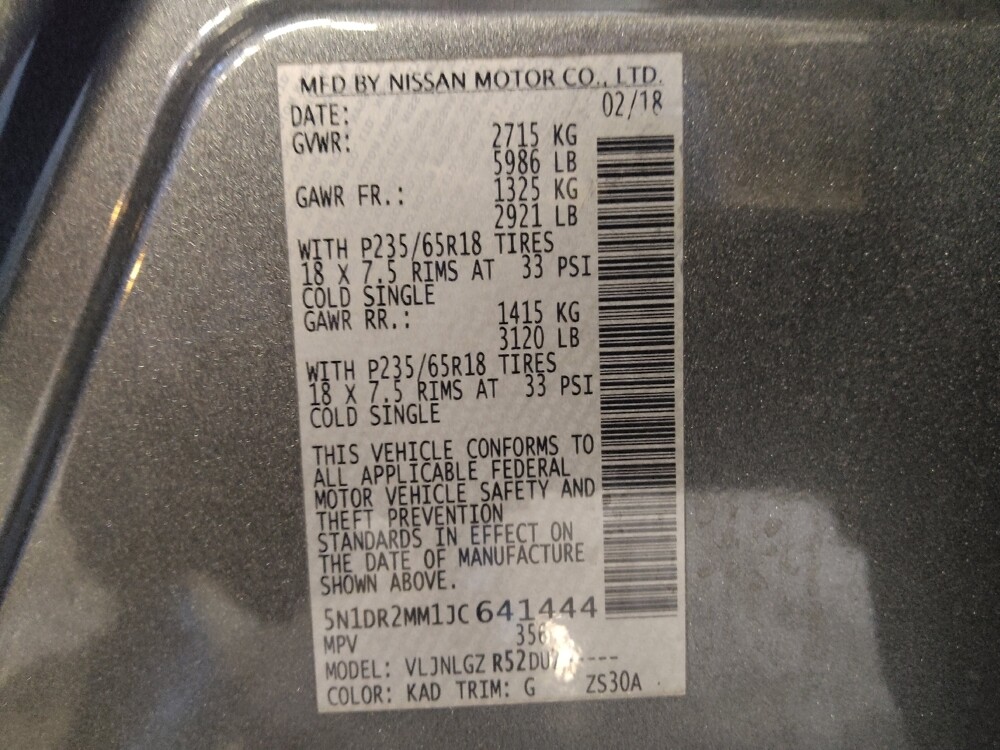 MFD BY NISSAN MOTOR CO., LTD.
DATE: 02/18
GVWR: 2715 KG
5986 LB
GAWR FR.: 1325 KG
2921 LB
WITH P235/65R18 TIRES
18 X 7.5 RIMS AT 33 PSI
COLD SINGLE
GAWR RR.: 1415 KG
3120 LB
WITH P235/65R18 TIRES
18 X 7.5 RIMS AT 33 PSI
COLD SINGLE
THIS VEHICLE CONFORMS TO
ALL APPLICABLE FEDERAL
MOTOR VEHICLE SAFETY AND
THEFT PREVENTION
STANDARDS IN EFFECT ON
THE DATE OF MANUFACTURE
SHOWN ABOVE.
5N1DR2MM1JC641444
MPV
MODEL: VLJNLGZ
COLOR: KAD TRIM: G ZS30A